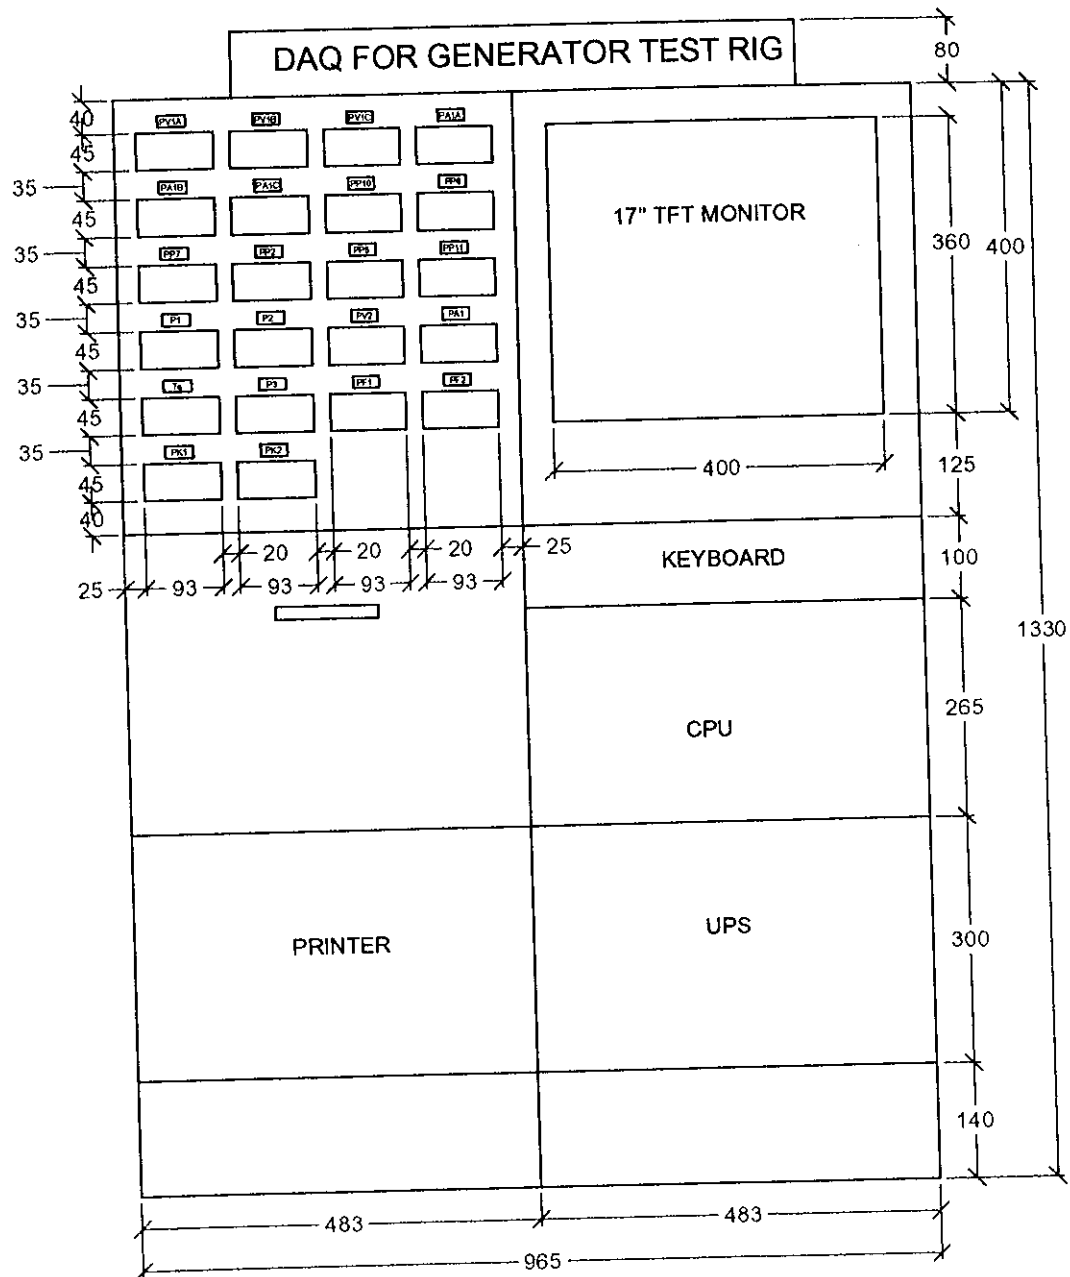 DAQ FOR GENERATOR TEST RIG
80
40
PV1A PV1B PV1C PA1A
45
35
PA1B PA1C PP10
45
17" TFT MONITOR
360
400
35
PP7 PP2 PP11
45
35
P1 P2 PV2 PA1
45
35
P3 PF1 PF2
45
35
PK1 PK2
45
400
125
40
20 20 20 25
KEYBOARD
100
25 93 93 93 93
1330
265
CPU
PRINTER
UPS
300
140
483 483
965